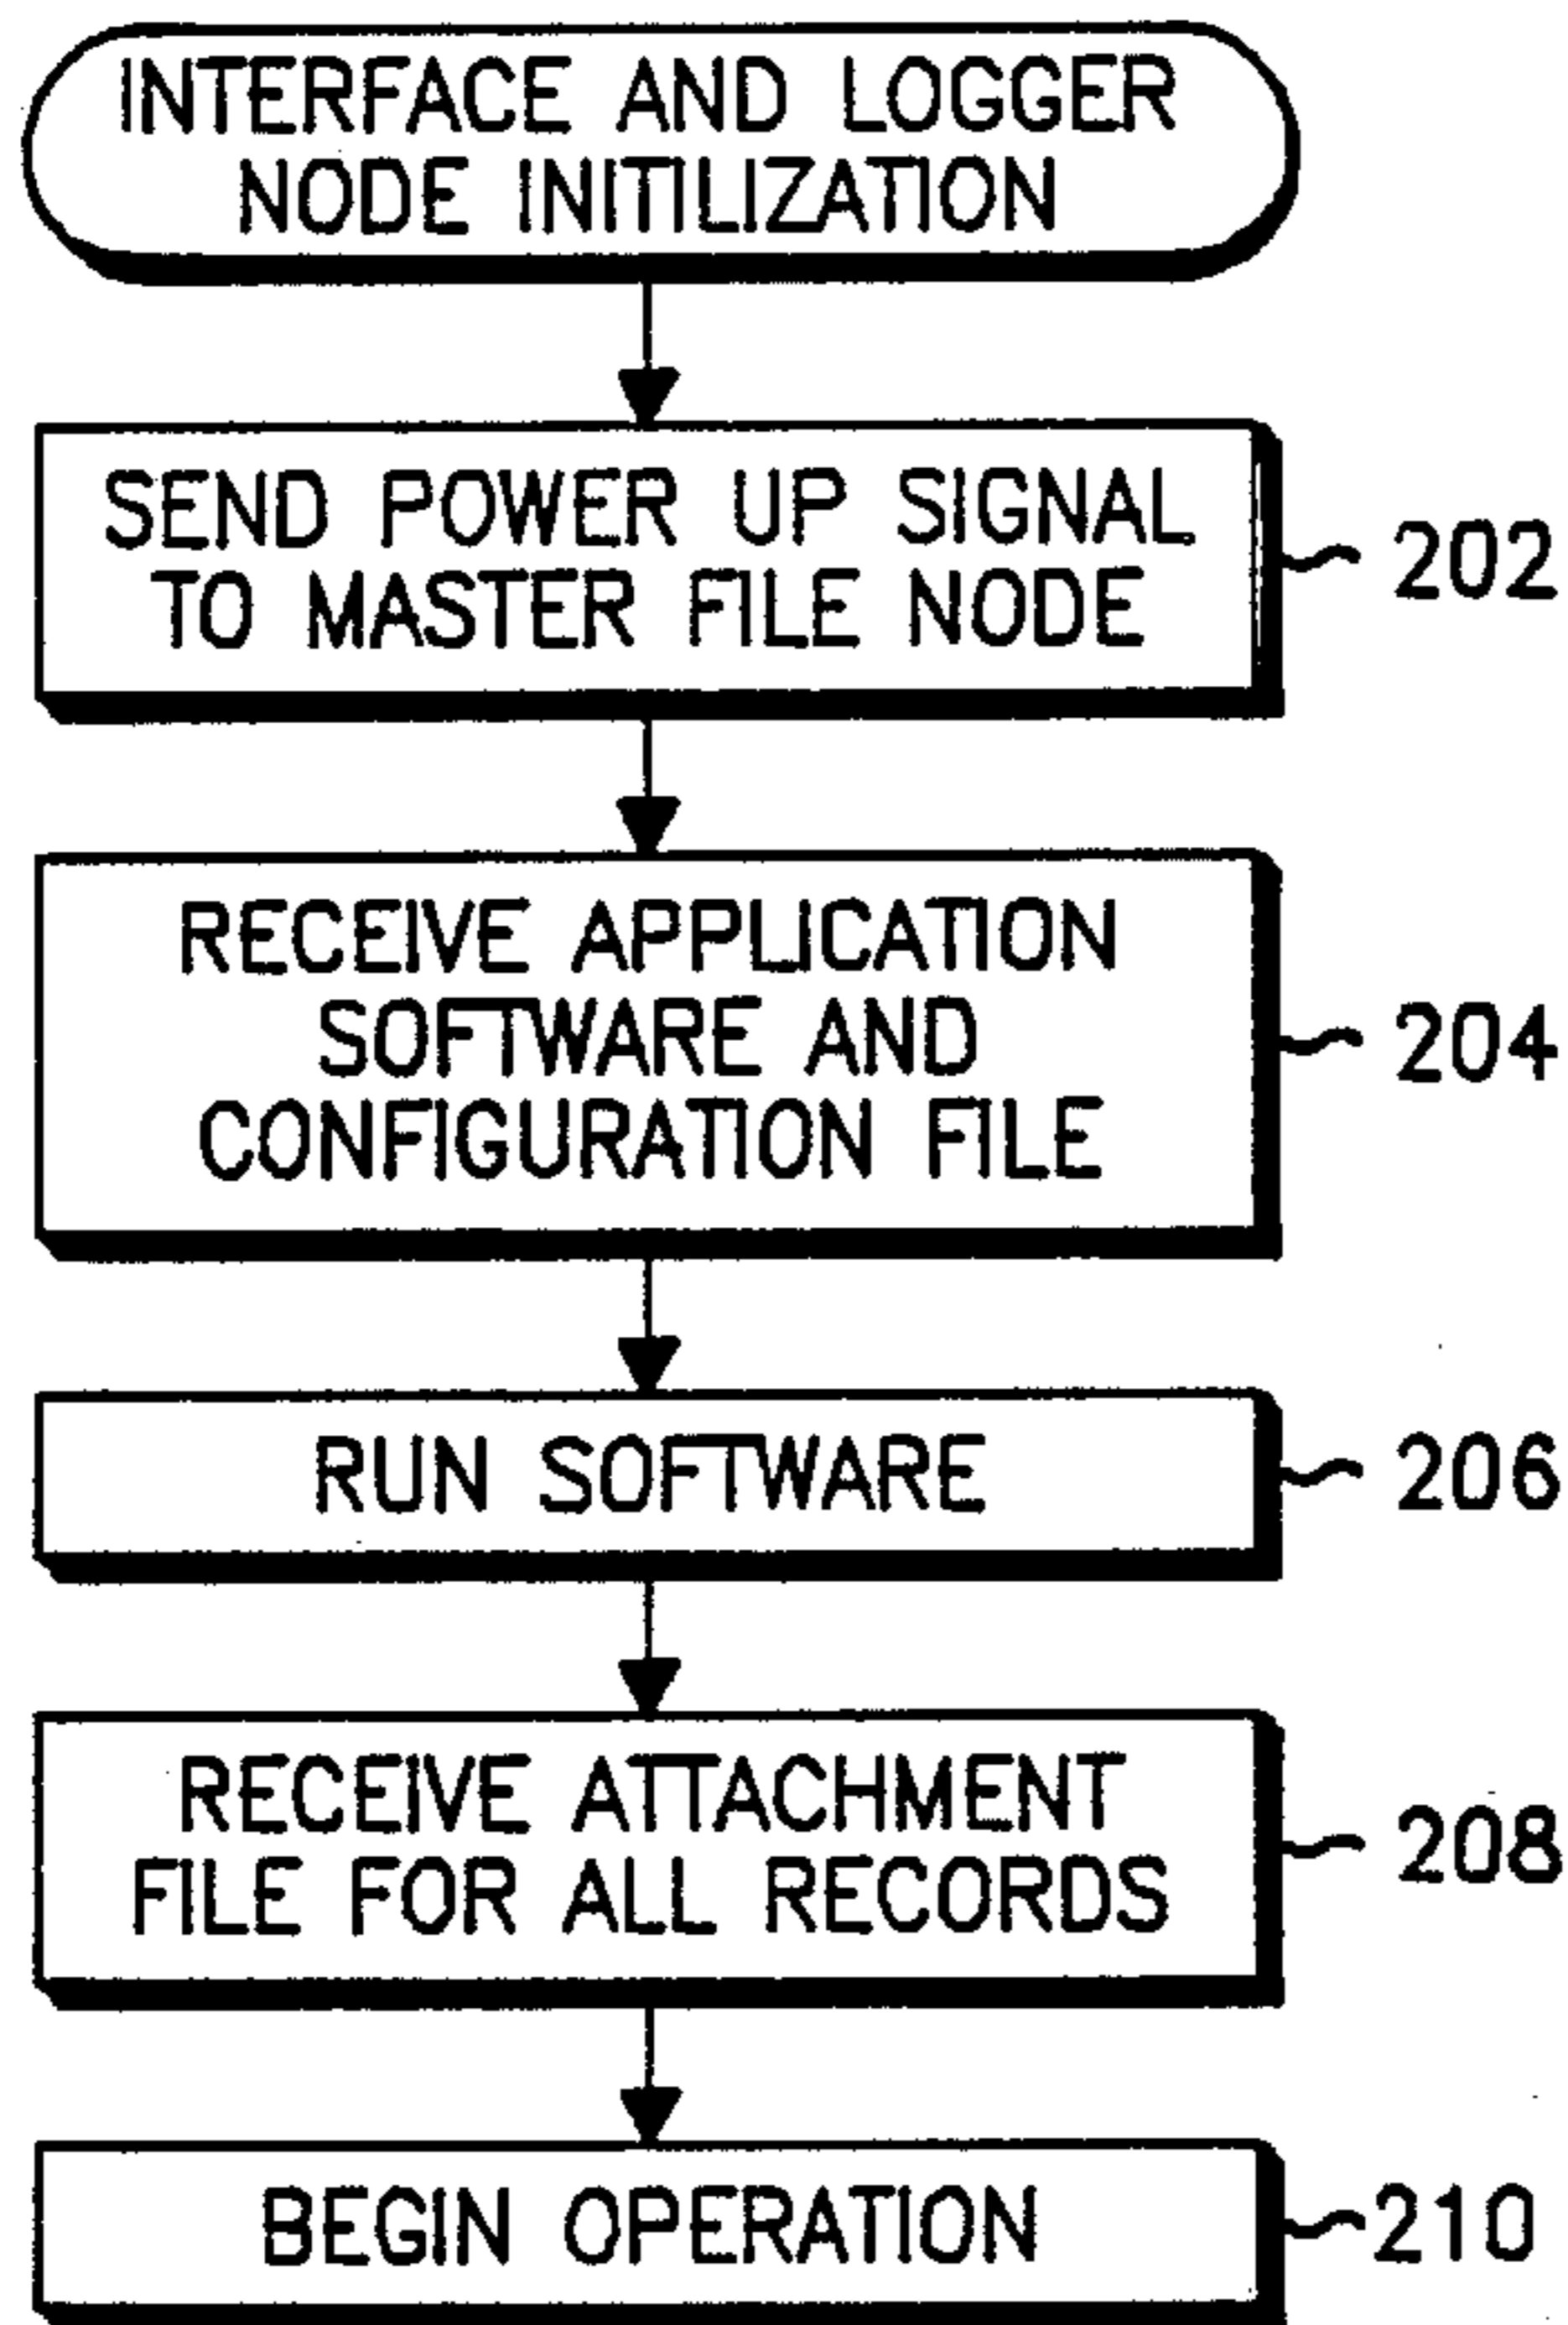 INTERFACE AND LOGGER
NODE INITILIZATION
SEND POWER UP SIGNAL
TO MASTER FILE NODE
202
RECEIVE APPLICATION
SOFTWARE AND
CONFIGURATION FILE
204
RUN SOFTWARE
206
RECEIVE ATTACHMENT
FILE FOR ALL RECORDS
208
BEGIN OPERATION
210